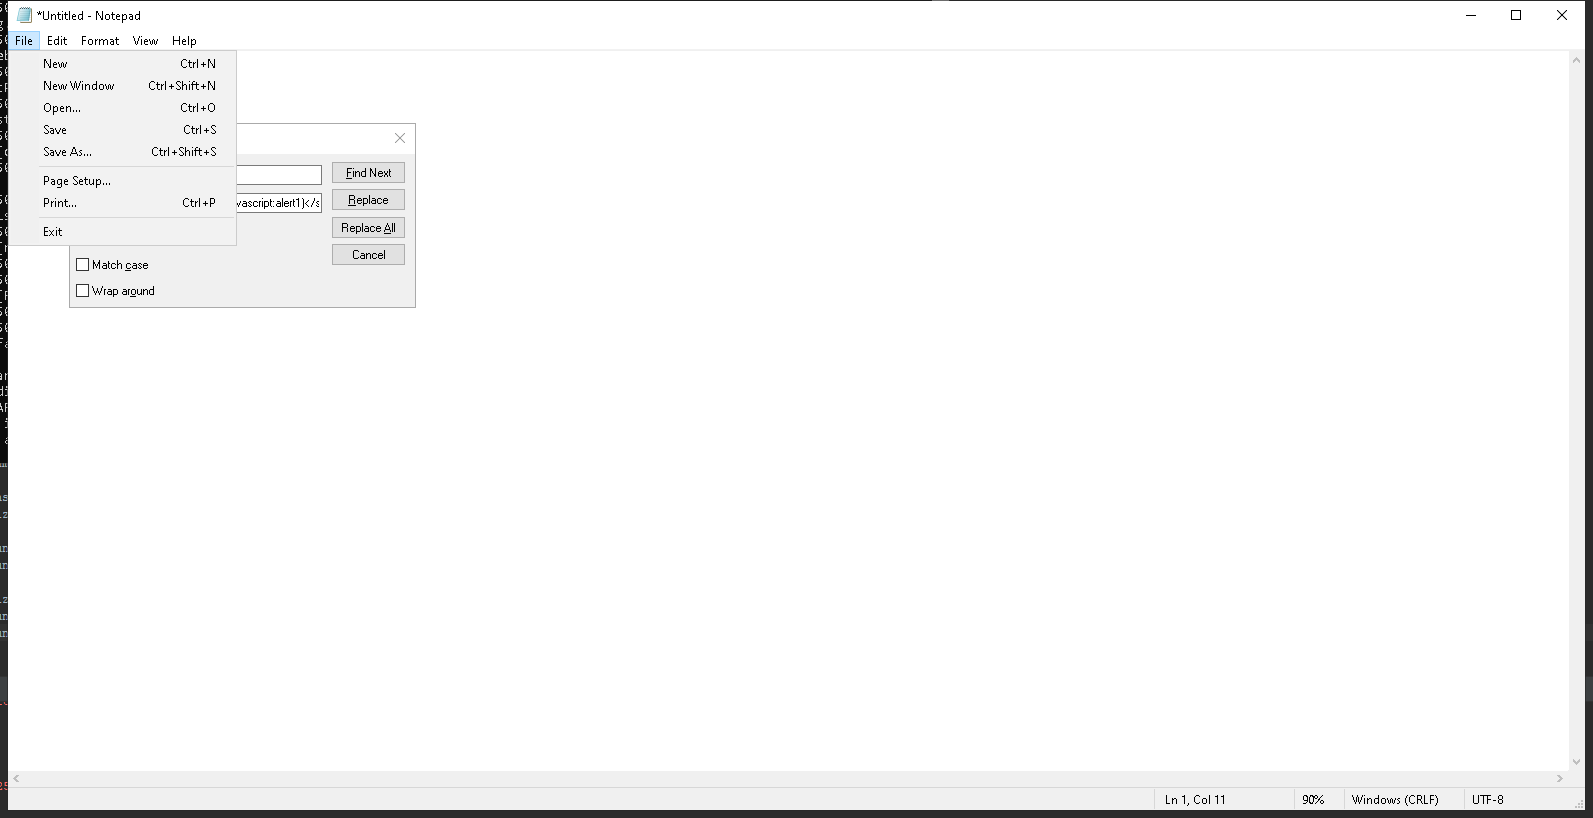 *Untitled - Notepad
File Edit Format View Help
New Ctrl+N
New Window Ctrl+Shift+N
Open... Ctrl+O
Save Ctrl+S
Save As... Ctrl+Shift+S
Page Setup...
Print... Ctrl+P
Exit
Find Next
vascript:alert1)</s
Replace
Replace All
Cancel
Match case
Wrap around
Ln 1, Col 11 90% Windows (CRLF) UTF-8